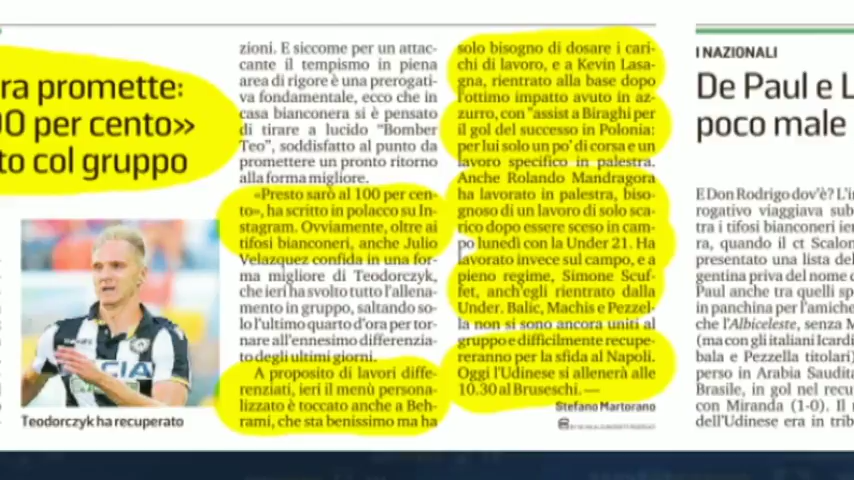 ra promette:
00 per cento»
to col gruppo
Teodorczyk ha recuperato
zioni. E siccome per un attac-
cante il tempismo in piena
area di rigore è una prerogati-
va fondamentale, ecco che in
casa bianconera si è pensato
di tirare a lucido "Bomber
Teo", soddisfatto al punto da
promettere un pronto ritorno
alla forma migliore.
«Presto sarò al 100 per cen-
to», ha scritto in polacco su In-
stagram. Ovviamente, oltre ai
tifosi bianconeri, anche Julio
Velazquez confida in una for-
ma migliore di Teodorczyk,
che ieri ha svolto tutto l'allena-
mento in gruppo, saltando so-
lo l'ultimo quarto d'ora per tor-
nare all'ennesimo differenzia-
to degli ultimi giorni.
A proposito di lavori diffe-
renziati, ieri il menù persona-
lizzato è toccato anche a Beh-
rami, che sta benissimo ma ha
solo bisogno di dosare i cari-
chi di lavoro, e a Kevin Lasa-
gna, rientrato alla base dopo
l'ottimo impatto avuto in az-
zurro, con "assist a Biraghi per
il gol del successo in Polonia:
per lui solo un po' di corsa e un
lavoro specifico in palestra.
Anche Rolando Mandragora
ha lavorato in palestra, biso-
gnoso di un lavoro di solo sca-
rico dopo essere sceso in cam-
po lunedì con la Under 21. Ha
lavorato invece sul campo, e a
pieno regime, Simone Scuf-
fet, anch'egli rientrato dalla
Under. Balic, Machis e Pezzel-
la non si sono ancora uniti al
gruppo e difficilmente recupe-
reranno per la sfida al Napoli.
Oggi l'Udinese si allenerà alle
10.30 al Bruseschi. —
Stefano Martorano
I NAZIONALI
De Paul e L
poco male
E Don Rodrigo dov'è? L'in
rogativo viaggiava sub
tra i tifosi bianconeri ier
ra, quando il ct Scalon
presentato una lista del
gentina priva del nome d
Paul anche tra quelli sp
in panchina per l'amiche
che l'Albiceleste, senza M
(ma con gli italiani Icardi
bala e Pezzella titolari)
perso in Arabia Saudita
Brasile, in gol nel recu
con Miranda (1-0). Il r
dell'Udinese era in trib